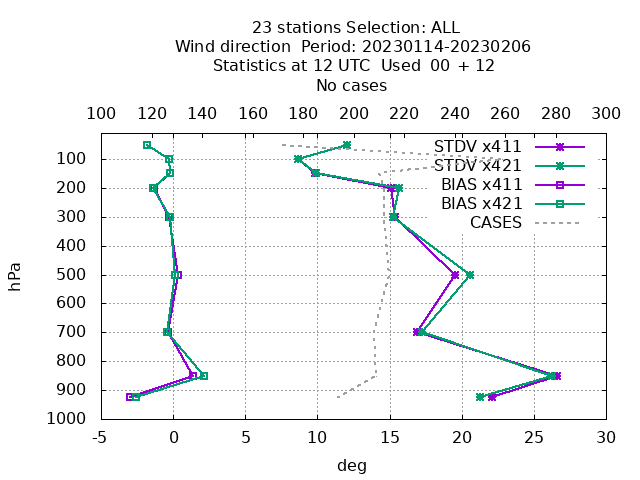 23 stations Selection: ALL
Wind direction  Period: 20230114-20230206
Statistics at 12 UTC  Used  00 + 12
No cases
100 120 140 160 180 200 220 240 260 280 300
STDV x411
STDV x421
BIAS x411
BIAS x421
CASES
hPa
100
200
300
400
500
600
700
800
900
1000
-5 0 5 10 15 20 25 30
deg